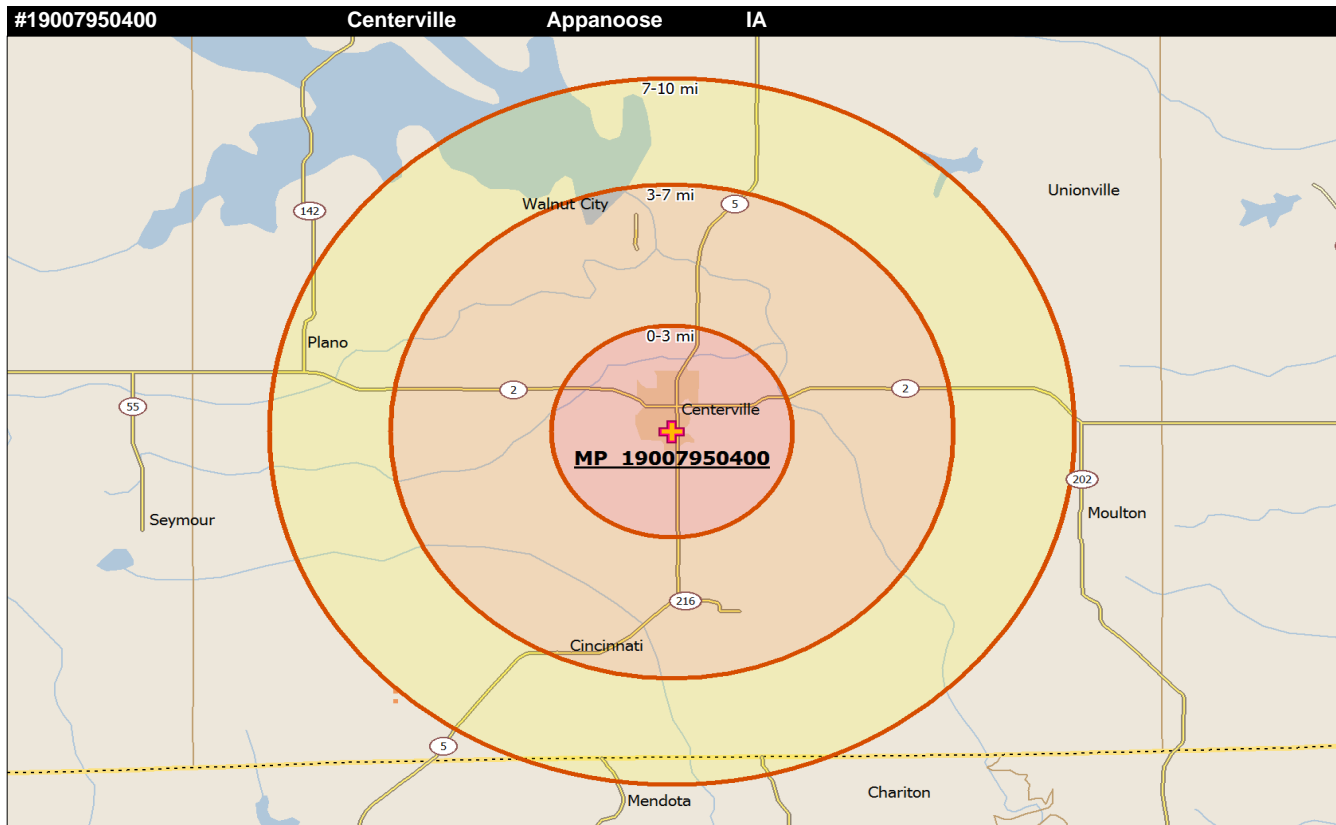 #19007950400 Centerville Appanoose IA
7-10 mi
Unionville
3-7 mi
Walnut City
5
142
0-3 mi
Plano
2
2
55
Centerville
MP 19007950400
202
Seymour
Moulton
216
Cincinnati
5
Chariton
Mendota